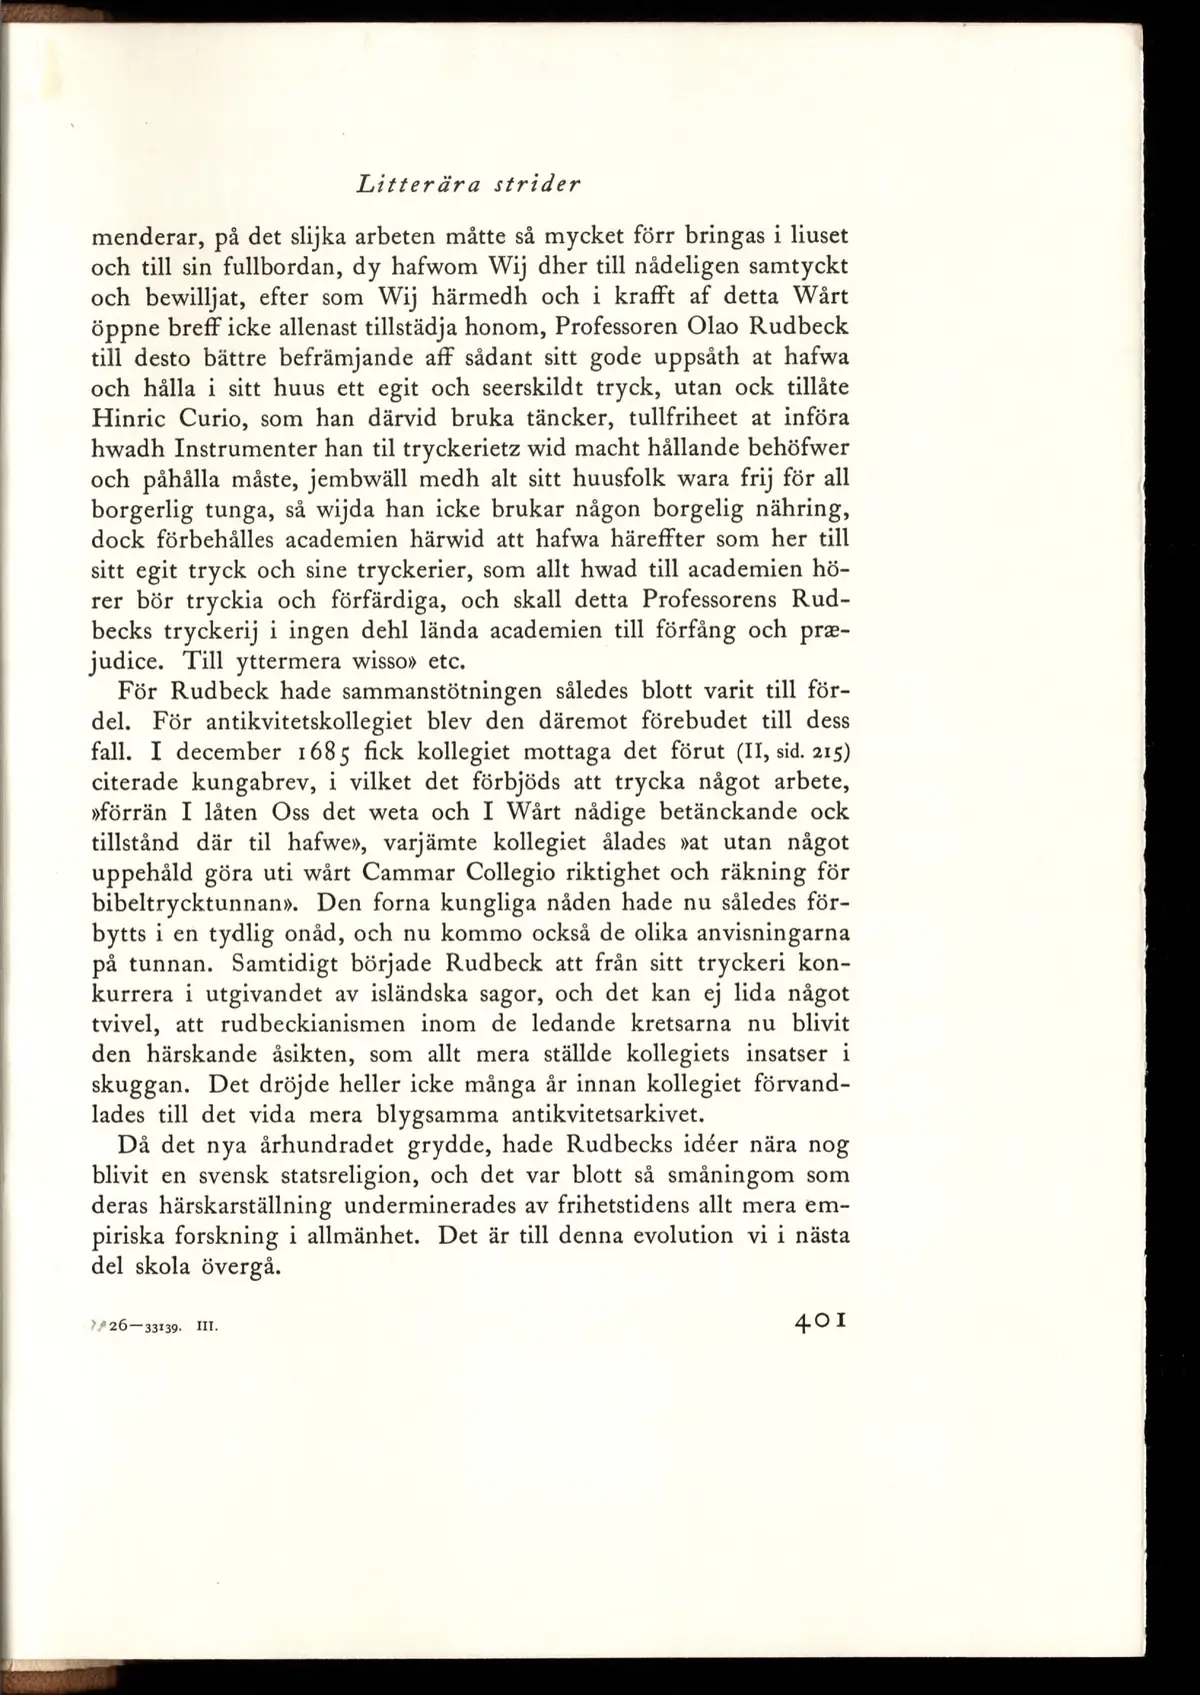 Litterära strider
menderar, på det slijka arbeten måtte så mycket förr bringas i liuset
och till sin fullbordan, dy hafwom Wij dher till nådeligen samtyckt
och bewilljat, efter som Wij härmedh och i krafft af detta Wårt
öppne breff icke allenast tillstädja honom, Professoren Olao Rudbeck
till desto bättre befrämjande aff sådant sitt gode uppsåth at hafwa
och hålla i sitt huus ett egit och seerskildt tryck, utan ock tillåte
Hinric Curio, som han därvid bruka täncker, tullfriheet at införa
hwadh Instrumenter han til tryckerietz wid macht hållande behöfwer
och påhålla måste, jembwäll medh alt sitt huusfolk wara frij för all
borgerlig tunga, så wijda han icke brukar någon borgelig nähring,
dock förbehålles academien härwid att hafwa häreffter som her till
sitt egit tryck och sine tryckerier, som allt hwad till academien hö-
rer bör tryckia och förfärdiga, och skall detta Professorens Rud-
becks tryckerij i ingen dehl lända academien till förfång och præ-
judice. Till yttermera wisso» etc.
För Rudbeck hade sammanstötningen således blott varit till för-
del. För antikvitetskollegiet blev den däremot förebudet till dess
fall. I december 1685 fick kollegiet mottaga det förut (II, sid. 215)
citerade kungabrev, i vilket det förbjöds att trycka något arbete,
»förrän I låten Oss det weta och I Wårt nådige betänckande ock
tillstånd där til hafwe», varjämte kollegiet ålades »at utan något
uppehåld göra uti wårt Cammar Collegio riktighet och räkning för
bibeltrycktunnan». Den forna kungliga nåden hade nu således för-
bytts i en tydlig onåd, och nu kommo också de olika anvisningarna
på tunnan. Samtidigt började Rudbeck att från sitt tryckeri kon-
kurrera i utgivandet av isländska sagor, och det kan ej lida något
tvivel, att rudbeckianismen inom de ledande kretsarna nu blivit
den härskande åsikten, som allt mera ställde kollegiets insatser i
skuggan. Det dröjde heller icke många år innan kollegiet förvand-
lades till det vida mera blygsamma antikvitetsarkivet.
Då det nya århundradet grydde, hade Rudbecks idéer nära nog
blivit en svensk statsreligion, och det var blott så småningom som
deras härskarställning underminerades av frihetstidens allt mera em-
piriska forskning i allmänhet. Det är till denna evolution vi i nästa
del skola övergå.
26—33139. III.
401